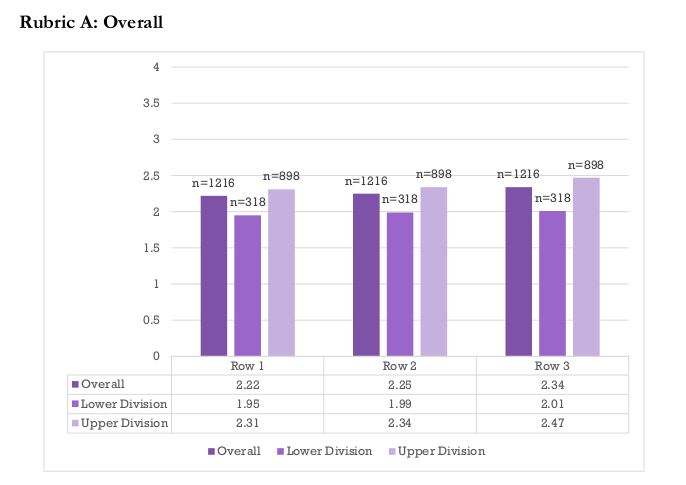 Rubric A: Overall
4
3.5
3
2.5
2
1.5
1
0.5
0
n=1216 n=318 n=898
n=1216 n=318 n=898
n=1216 n=318 n=898
Row 1 Row 2 Row 3
Overall 2.22 2.25 2.34
Lower Division 1.95 1.99 2.01
Upper Division 2.31 2.34 2.47
Overall Lower Division Upper Division